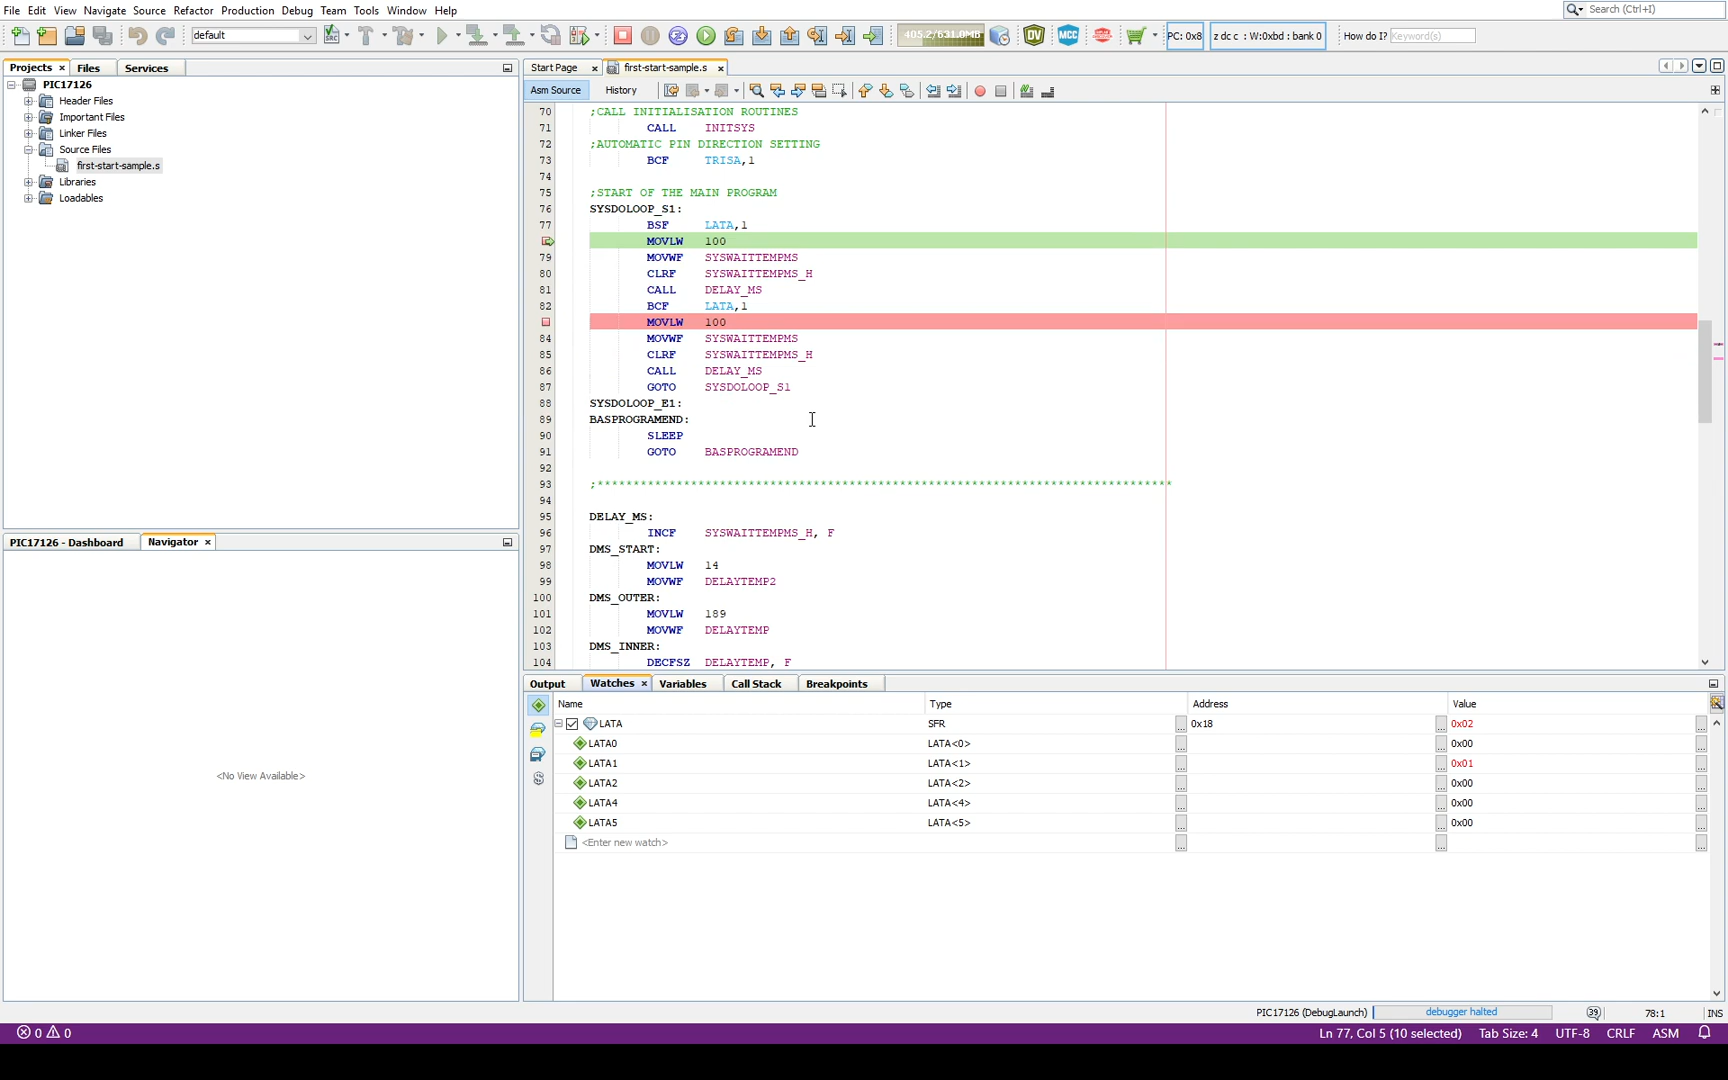 File Edit View Navigate Source Refactor Production Debug Team Tools Window Help
Search (Ctrl+I)
default
405.2/631.0MB
PC: 0x8
z dc c : W:0xbd : bank 0
How do I? Keyword(s)
Projects Files Services
PIC17126
Header Files
Important Files
Linker Files
Source Files
first-start-sample.s
Libraries
Loadables
PIC17126 - Dashboard Navigator
<No View Available>
Start Page first-start-sample.s
Asm Source History
70 ;CALL INITIALISATION ROUTINES
71 CALL INITSYS
72 ;AUTOMATIC PIN DIRECTION SETTING
73 BCF TRISA,1
74
75 ;START OF THE MAIN PROGRAM
76 SYSDOLOOP_S1:
77 BSF LATA,1
MOVLW 100
79 MOVWF SYSWAITTEMPMS
80 CLRF SYSWAITTEMPMS_H
81 CALL DELAY_MS
82 BCF LATA,1
MOVLW 100
84 MOVWF SYSWAITTEMPMS
85 CLRF SYSWAITTEMPMS_H
86 CALL DELAY_MS
87 GOTO SYSDOLOOP_S1
88 SYSDOLOOP_E1:
89 BASPROGRAMEND:
90 SLEEP
91 GOTO BASPROGRAMEND
92
93 ;********************************************************************************
94
95 DELAY_MS:
96 INCF SYSWAITTEMPMS_H, F
97 DMS_START:
98 MOVLW 14
99 MOVWF DELAYTEMP2
100 DMS_OUTER:
101 MOVLW 189
102 MOVWF DELAYTEMP
103 DMS_INNER:
104 DECFSZ DELAYTEMP, F
Output Watches Variables Call Stack Breakpoints
Name Type Address Value
LATA SFR 0x18 0x02
LATA0 LATA<0> 0x00
LATA1 LATA<1> 0x01
LATA2 LATA<2> 0x00
LATA4 LATA<4> 0x00
LATA5 LATA<5> 0x00
<Enter new watch>
PIC17126 (DebugLaunch) debugger halted 39 78:1 INS
0 0 Ln 77, Col 5 (10 selected) Tab Size: 4 UTF-8 CRLF ASM